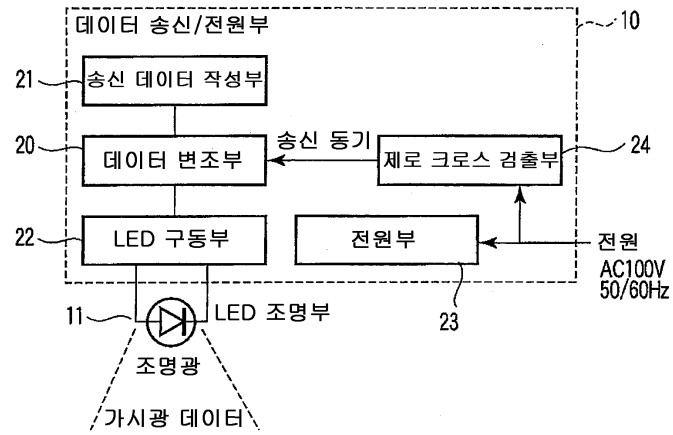 데이터 송신/전원부
10
21
송신 데이터 작성부
20
데이터 변조부
송신 동기
제로 크로스 검출부
24
22
LED 구동부
전원부
전원
AC100V
50/60Hz
23
11
LED 조명부
조명광
가시광 데이터